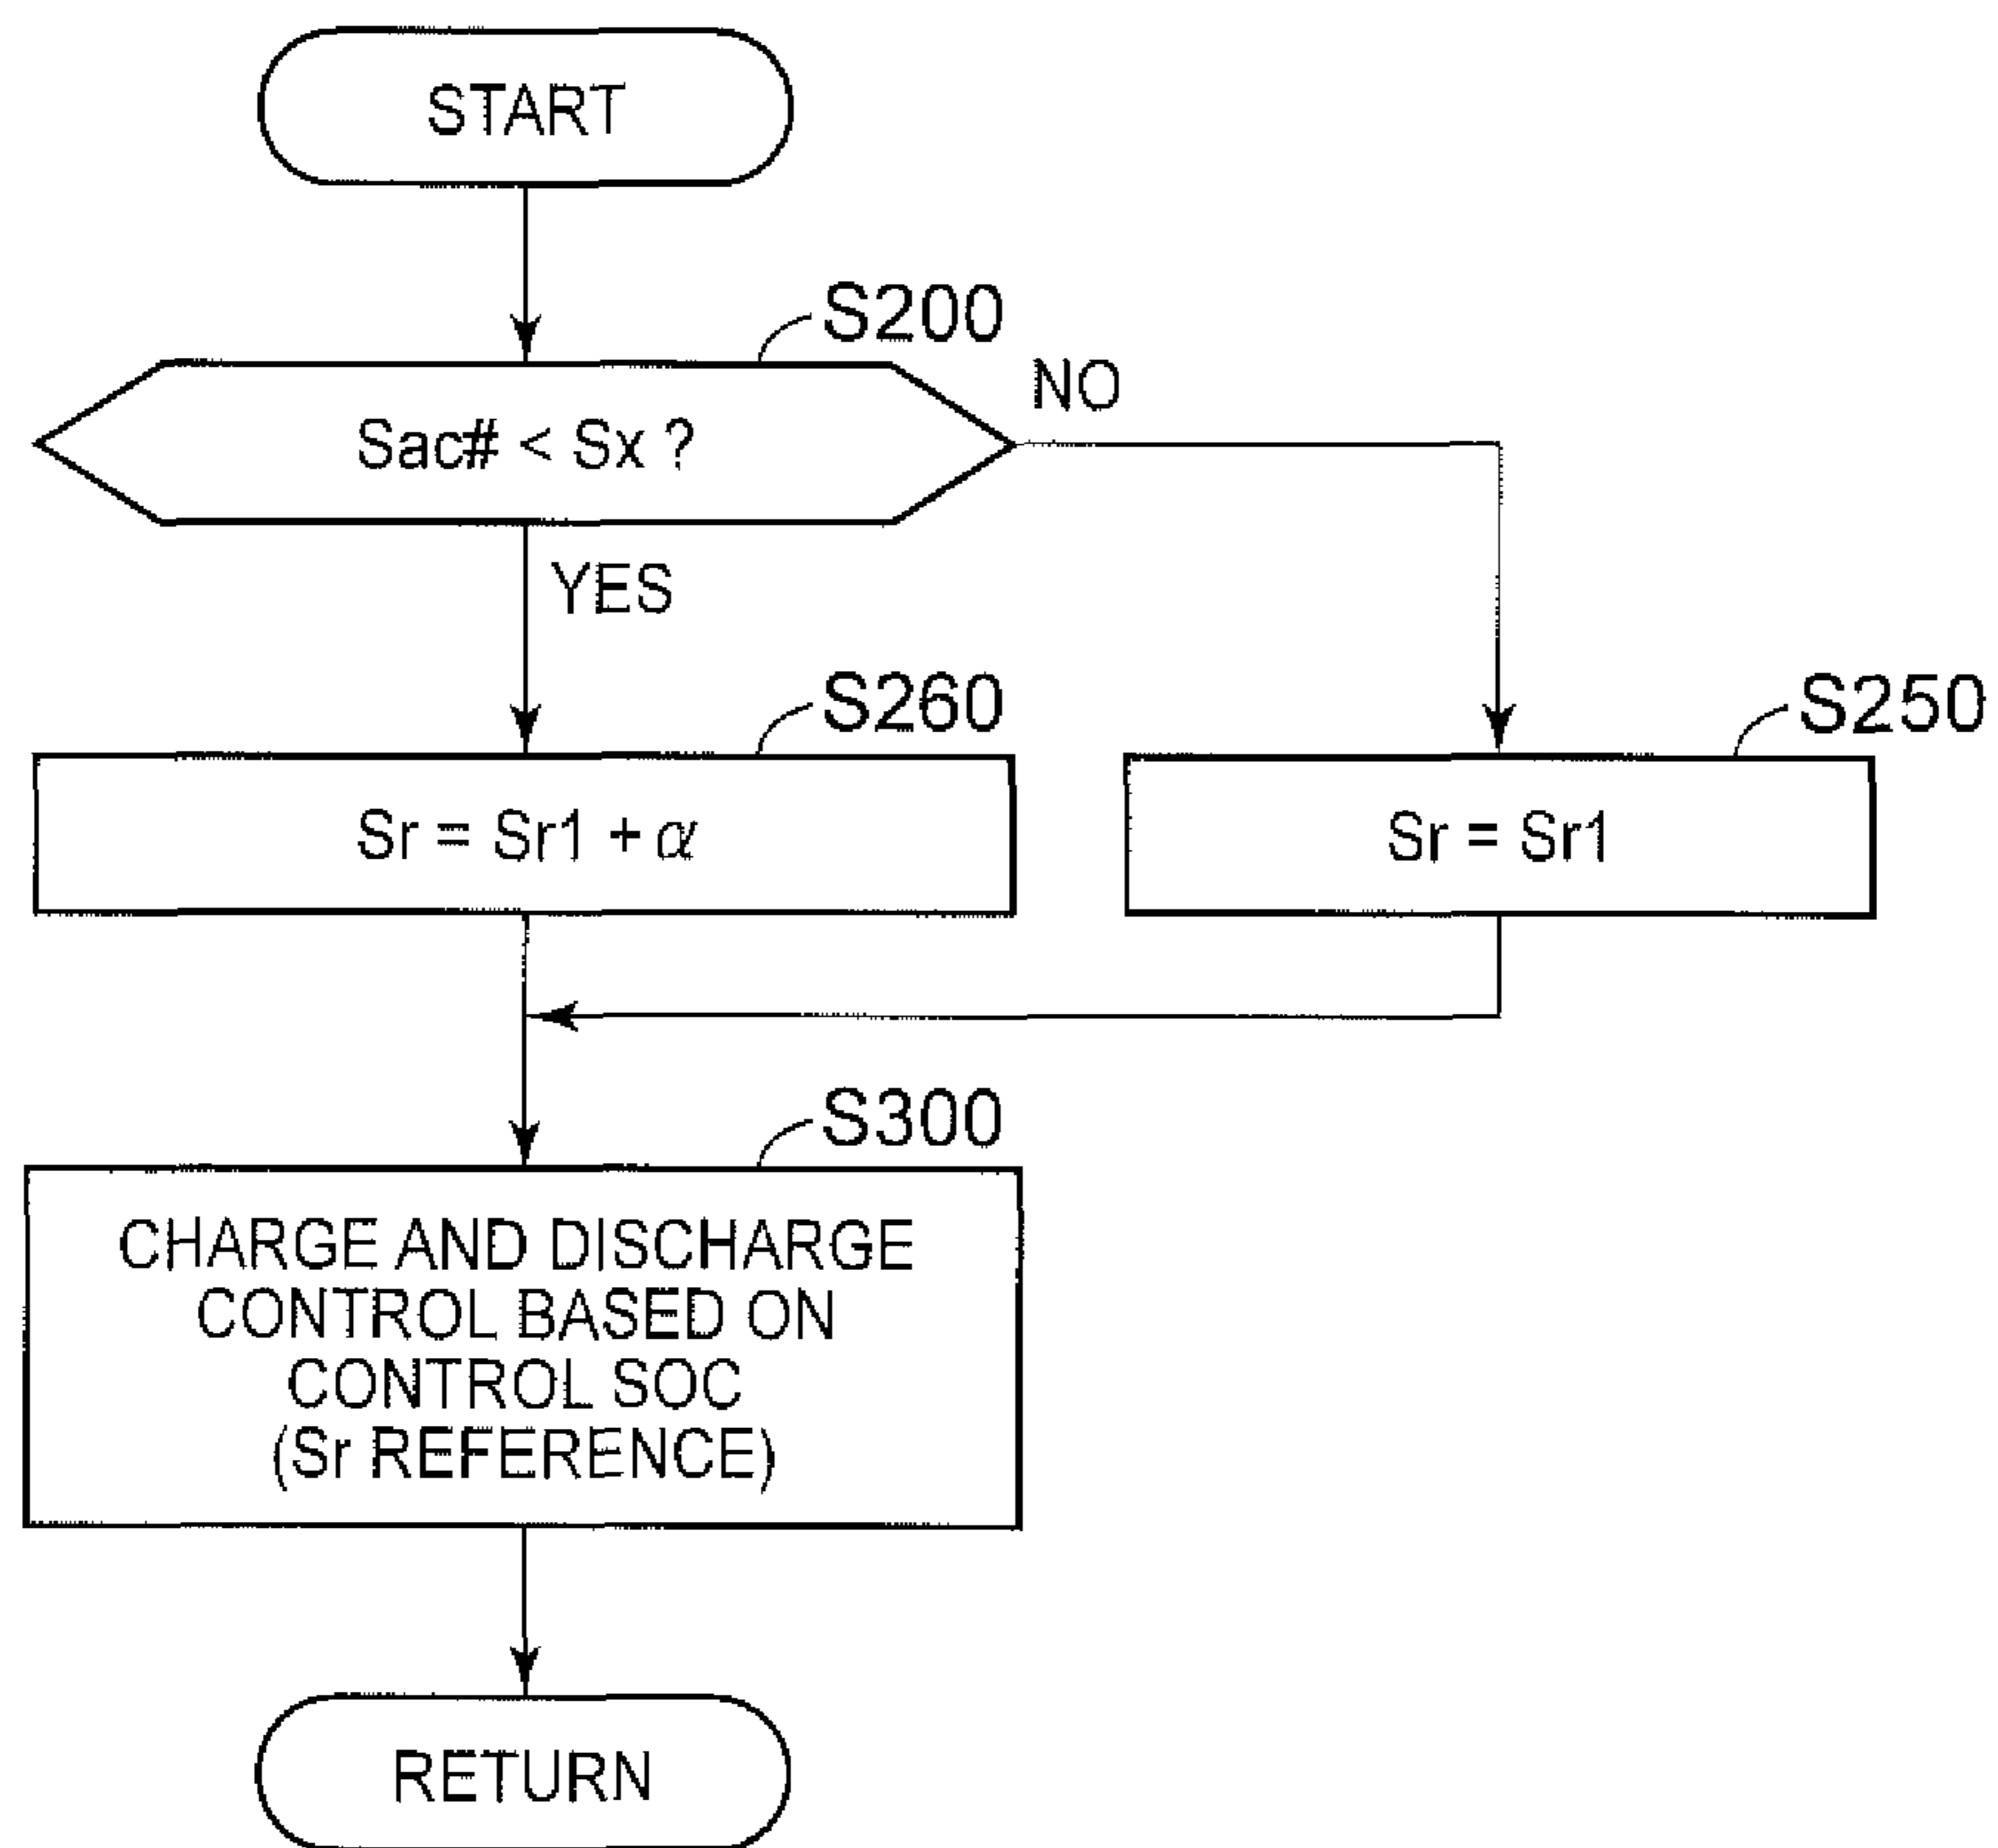 START
S200
Sac# < Sx ?
NO
YES
S260
Sr = Sr1 + α
S250
Sr = Sr1
S300
CHARGE AND DISCHARGE
CONTROL BASED ON
CONTROL SOC
(Sr REFERENCE)
RETURN